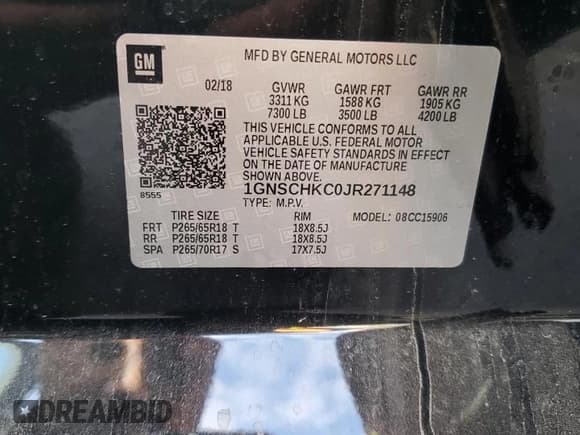 GM
MFD BY GENERAL MOTORS LLC
02/18 GVWR GAWR FRT GAWR RR
3311 KG 1588 KG 1905 KG
7300 LB 3500 LB 4200 LB
THIS VEHICLE CONFORMS TO ALL
APPLICABLE U.S. FEDERAL MOTOR
VEHICLE SAFETY STANDARDS IN EFFECT
ON THE DATE OF MANUFACTURE
SHOWN ABOVE.
8555 1GNSCHKC0JR271148
TYPE: M.P.V.
TIRE SIZE RIM MODEL: 08CC15906
FRT P265/65R18 T 18X8.5J
RR P265/65R18 T 18X8.5J
SPA P265/70R17 S 17X7.5J
DREAMBID